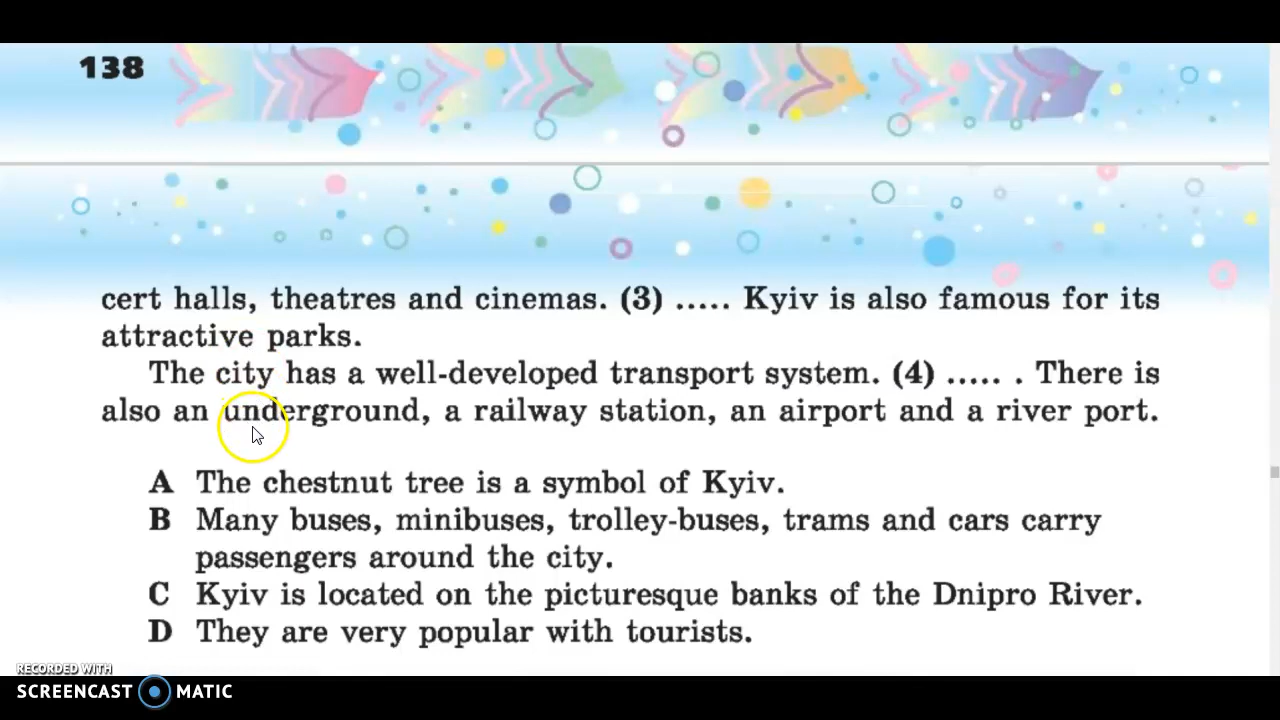 138
cert halls, theatres and cinemas. (3) ..... Kyiv is also famous for its
attractive parks.
The city has a well-developed transport system. (4) ..... . There is
also an underground, a railway station, an airport and a river port.
A The chestnut tree is a symbol of Kyiv.
B Many buses, minibuses, trolley-buses, trams and cars carry
passengers around the city.
C Kyiv is located on the picturesque banks of the Dnipro River.
D They are very popular with tourists.
RECORDED WITH
SCREENCAST MATIC